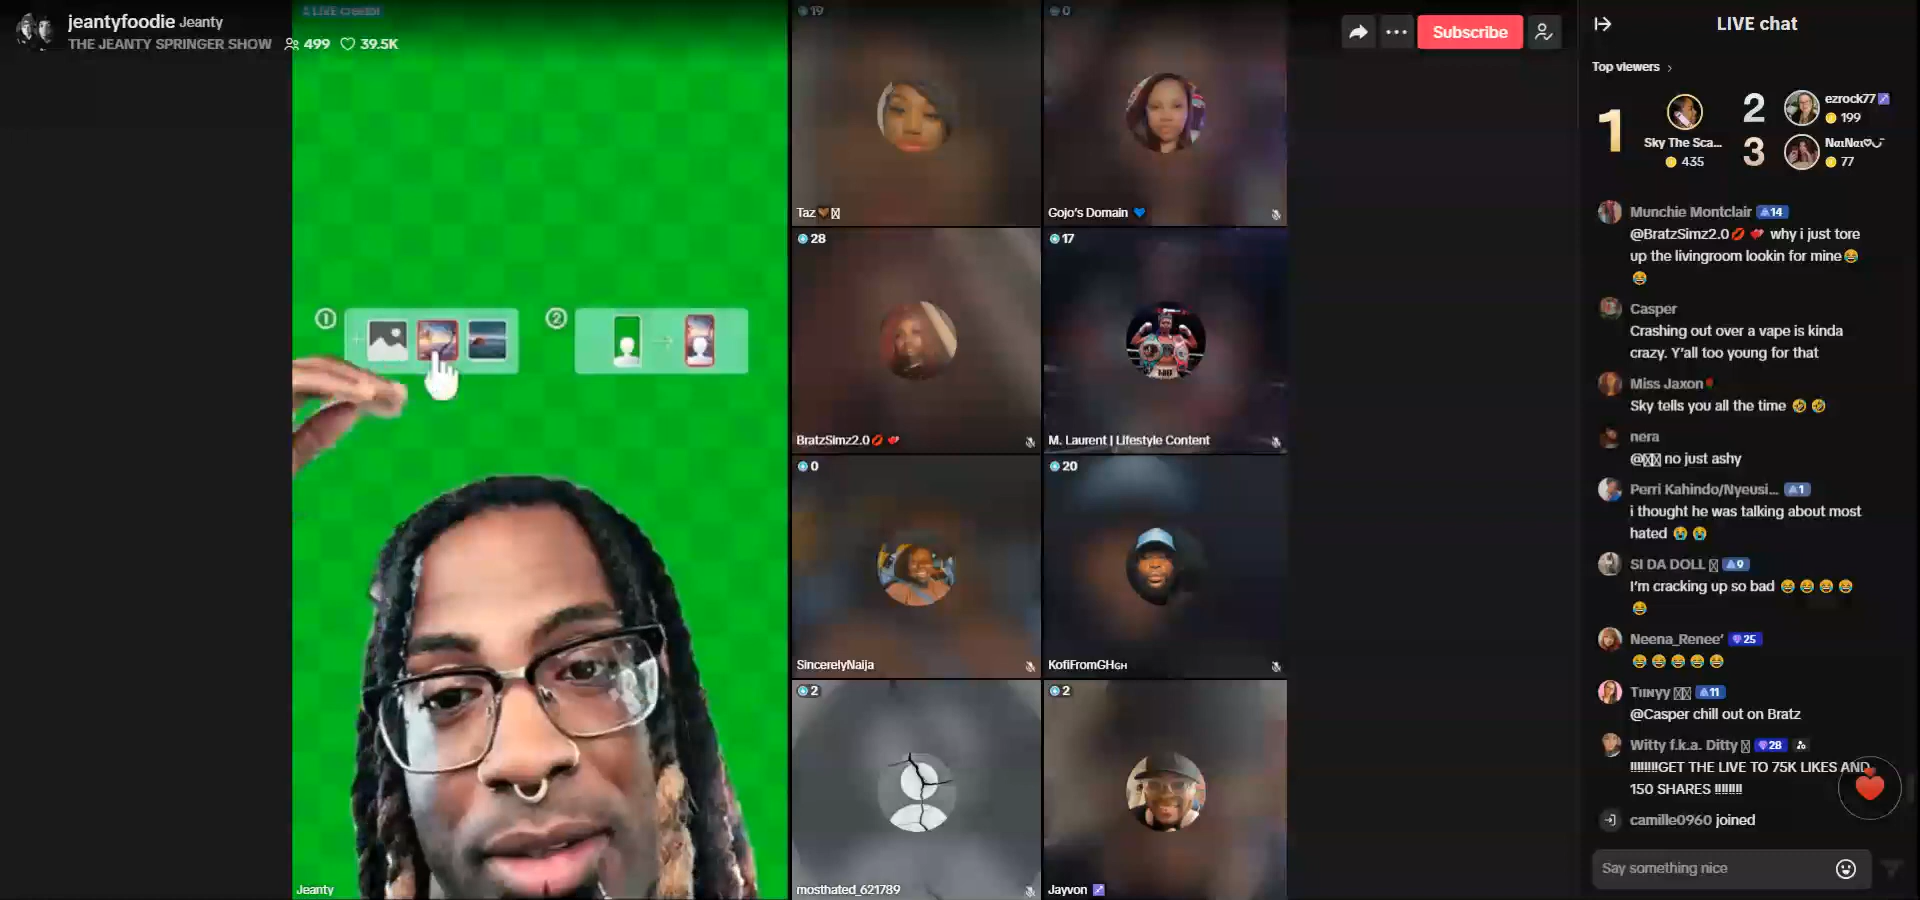 jeantyfoodie Jeanty
THE JEANTY SPRINGER SHOW 499 39.5K
A LIVE creator
①
②
Jeanty
19
Taz
0
Gojo's Domain 💙
28
BratzSimz2.0💋
17
M. Laurent | Lifestyle Content
0
SincerelyNaija
20
KofiFromGH
2
mosthated_621789
2
Jayvon
Subscribe
LIVE chat
Top viewers
1
Sky The Sca...
435
2
ezrock77
199
3
77
Munchie Montclair 14
@BratzSimz2.0💋 why i just tore
up the livingroom lookin for mine😂
😂
Casper
Crashing out over a vape is kinda
crazy. Y'all too young for that
Miss Jaxon
Sky tells you all the time 🤣 🤣
nera
no just ashy
Perri Kahindo/Nyeusi... 1
i thought he was talking about most
hated 😭 😭
SI DA DOLL 9
I'm cracking up so bad 😂 😂 😂 😂
😂
Neena_Renee' 25
😂 😂 😂 😂 😂
Tιιɴyy 11
@Casper chill out on Bratz
Witty f.k.a. Ditty 28
!!!!!!!!GET THE LIVE TO 75K LIKES AND
150 SHARES !!!!!!!
camille0960 joined
Say something nice